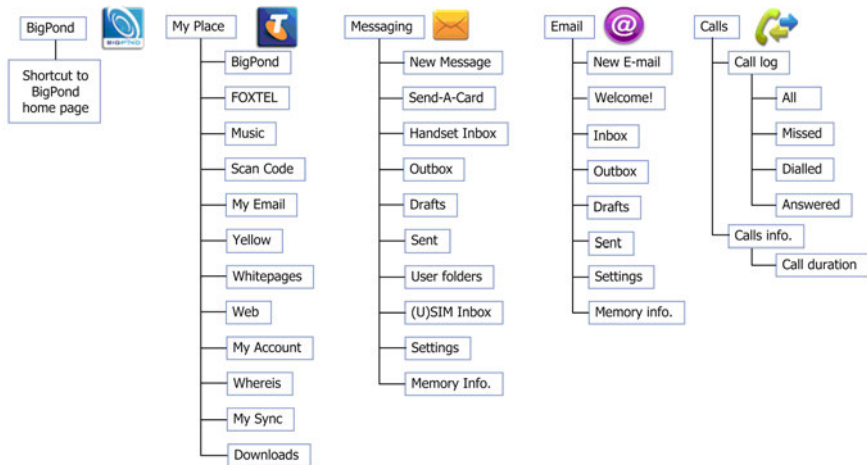 BigPond
BIGPOND
Shortcut to
BigPond
home page
My Place
BigPond
FOXTEL
Music
Scan Code
My Email
Yellow
Whitepages
Web
My Account
Whereis
My Sync
Downloads
Messaging
New Message
Send-A-Card
Handset Inbox
Outbox
Drafts
Sent
User folders
(U)SIM Inbox
Settings
Memory Info.
Email
@
New E-mail
Welcome!
Inbox
Outbox
Drafts
Sent
Settings
Memory info.
Calls
Call log
All
Missed
Dialled
Answered
Calls info.
Call duration